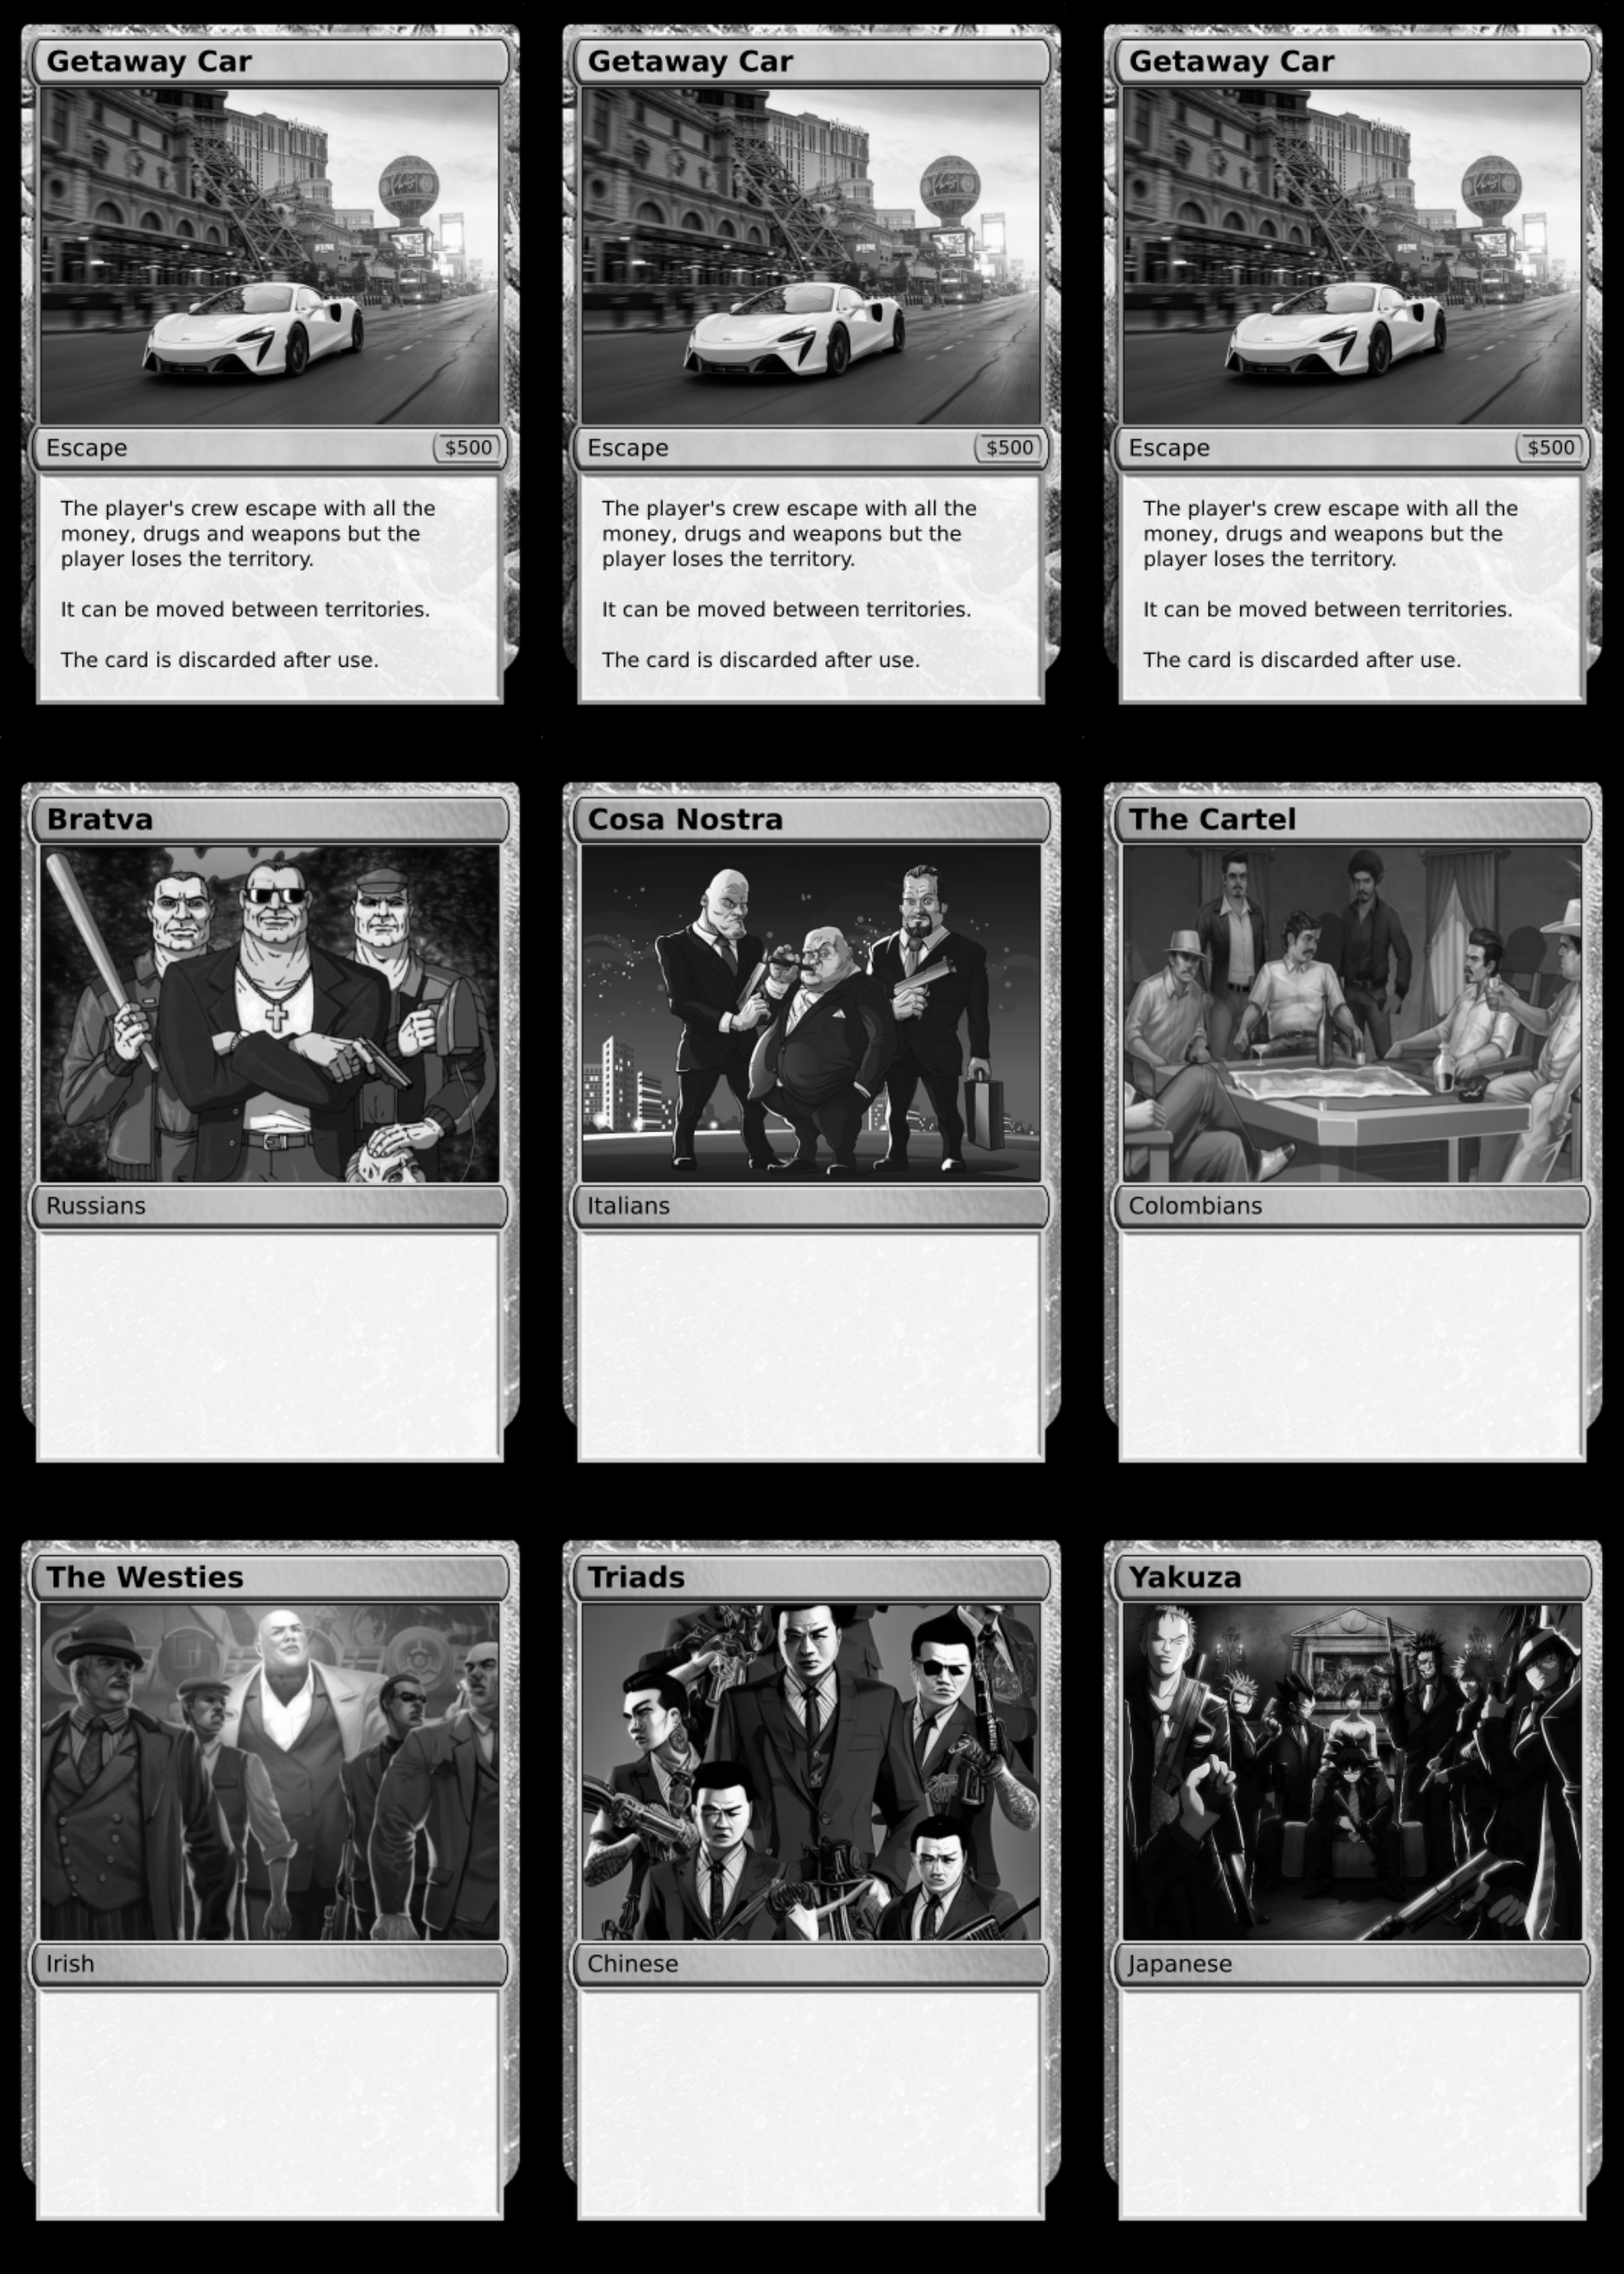 Getaway Car
planet
Paris
Escape
$500
The player's crew escape with all the
money, drugs and weapons but the
player loses the territory.
It can be moved between territories.
The card is discarded after use.
Getaway Car
planet
Paris
Escape
$500
The player's crew escape with all the
money, drugs and weapons but the
player loses the territory.
It can be moved between territories.
The card is discarded after use.
Getaway Car
planet
Paris
Escape
$500
The player's crew escape with all the
money, drugs and weapons but the
player loses the territory.
It can be moved between territories.
The card is discarded after use.
Bratva
Russians
Cosa Nostra
Italians
The Cartel
Colombians
The Westies
Irish
Triads
Chinese
Yakuza
Japanese